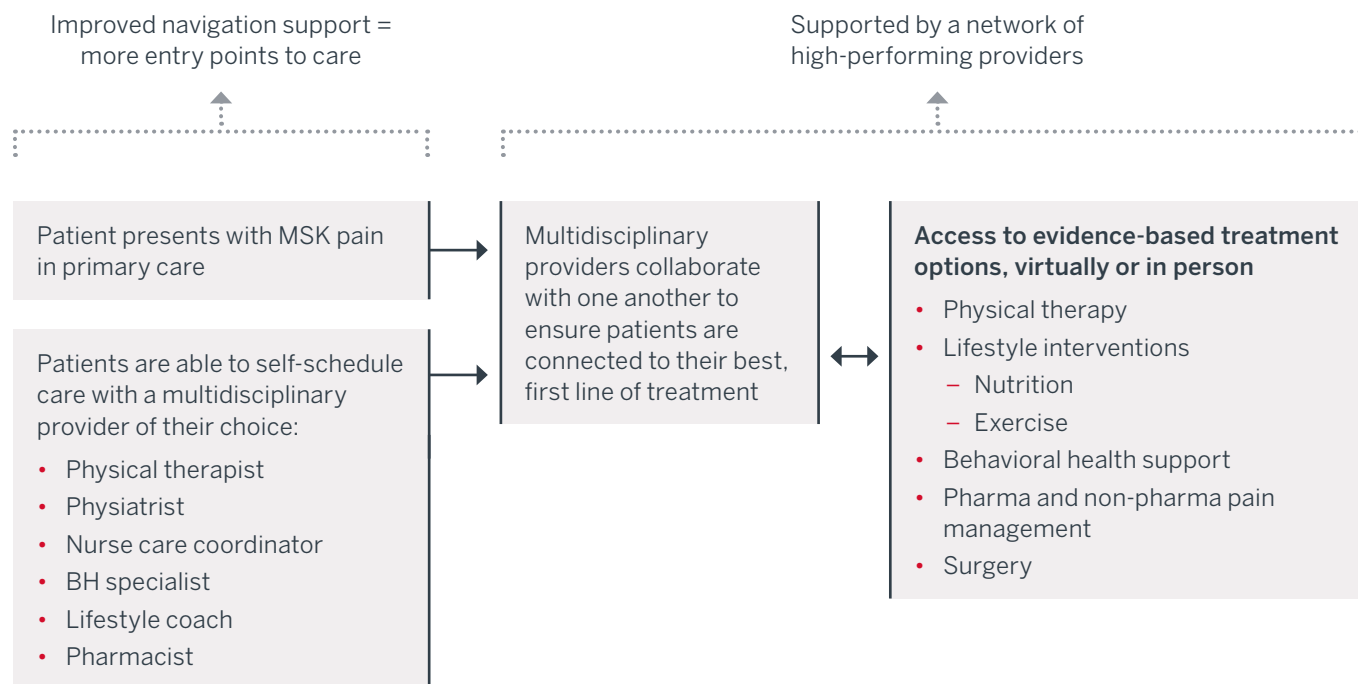 Improved navigation support =
more entry points to care
Supported by a network of
high-performing providers
Patient presents with MSK pain
in primary care
Patients are able to self-schedule
care with a multidisciplinary
provider of their choice:
• Physical therapist
• Physiatrist
• Nurse care coordinator
• BH specialist
• Lifestyle coach
• Pharmacist
Multidisciplinary
providers collaborate
with one another to
ensure patients are
connected to their best,
first line of treatment
Access to evidence-based treatment
options, virtually or in person
• Physical therapy
• Lifestyle interventions
– Nutrition
– Exercise
• Behavioral health support
• Pharma and non-pharma pain
management
• Surgery